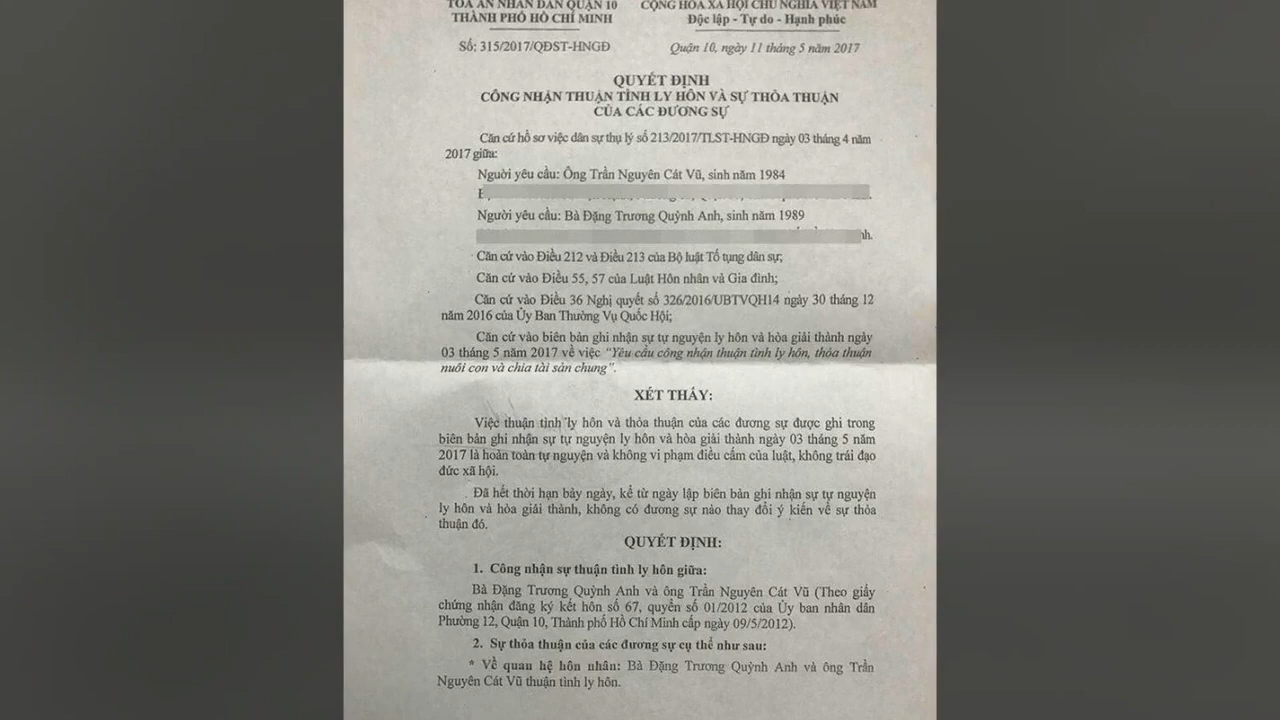 TÒA ÁN NHÂN DÂN QUẬN 10
THÀNH PHỐ HỒ CHÍ MINH
CỘNG HÒA XÃ HỘI CHỦ NGHĨA VIỆT NAM
Độc lập - Tự do - Hạnh phúc
Số: 315/2017/QĐST-HNGĐ
Quận 10, ngày 11 tháng 5 năm 2017
QUYẾT ĐỊNH
CÔNG NHẬN THUẬN TÌNH LY HÔN VÀ SỰ THỎA THUẬN
CỦA CÁC ĐƯƠNG SỰ
Căn cứ hồ sơ việc dân sự thụ lý số 213/2017/TLST-HNGĐ ngày 03 tháng 4 năm
2017 giữa:
Người yêu cầu: Ông Trần Nguyên Cát Vũ, sinh năm 1984
Người yêu cầu: Bà Đặng Trương Quỳnh Anh, sinh năm 1989
Căn cứ vào Điều 212 và Điều 213 của Bộ luật Tố tụng dân sự;
Căn cứ vào Điều 55, 57 của Luật Hôn nhân và Gia đình;
Căn cứ vào Điều 36 Nghị quyết số 326/2016/UBTVQH14 ngày 30 tháng 12
năm 2016 của Ủy Ban Thường Vụ Quốc Hội;
Căn cứ vào biên bản ghi nhận sự tự nguyện ly hôn và hòa giải thành ngày
03 tháng 5 năm 2017 về việc “Yêu cầu công nhận thuận tình ly hôn, thỏa thuận
nuôi con và chia tài sản chung”.
XÉT THẤY:
Việc thuận tình ly hôn và thỏa thuận của các đương sự được ghi trong
biên bản ghi nhận sự tự nguyện ly hôn và hòa giải thành ngày 03 tháng 5 năm
2017 là hoàn toàn tự nguyện và không vi phạm điều cấm của luật, không trái đạo
đức xã hội.
Đã hết thời hạn bảy ngày, kể từ ngày lập biên bản ghi nhận sự tự nguyện
ly hôn và hòa giải thành, không có đương sự nào thay đổi ý kiến về sự thỏa
thuận đó.
QUYẾT ĐỊNH:
1. Công nhận sự thuận tình ly hôn giữa:
Bà Đặng Trương Quỳnh Anh và ông Trần Nguyên Cát Vũ (Theo giấy
chứng nhận đăng ký kết hôn số 67, quyển số 01/2012 của Ủy ban nhân dân
Phường 12, Quận 10, Thành phố Hồ Chí Minh cấp ngày 09/5/2012).
2. Sự thỏa thuận của các đương sự cụ thể như sau:
* Về quan hệ hôn nhân: Bà Đặng Trương Quỳnh Anh và ông Trần
Nguyên Cát Vũ thuận tình ly hôn.